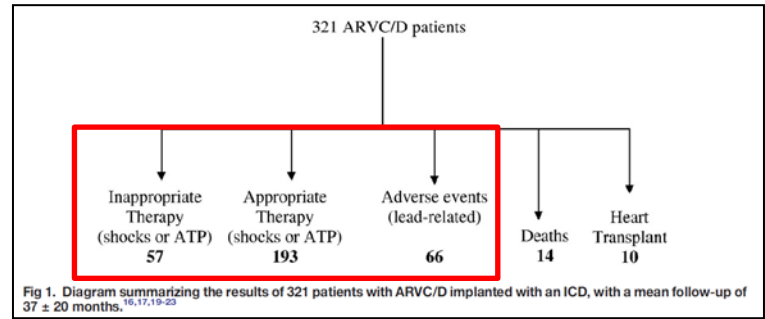 321 ARVC/D patients
Inappropriate
Therapy
(shocks or ATP)
57
Appropriate
Therapy
(shocks or ATP)
193
Adverse events
(lead-related)
66
Deaths
14
Heart
Transplant
10
Fig 1. Diagram summarizing the results of 321 patients with ARVC/D implanted with an ICD, with a mean follow-up of
37 ± 20 months.16,17,19-23